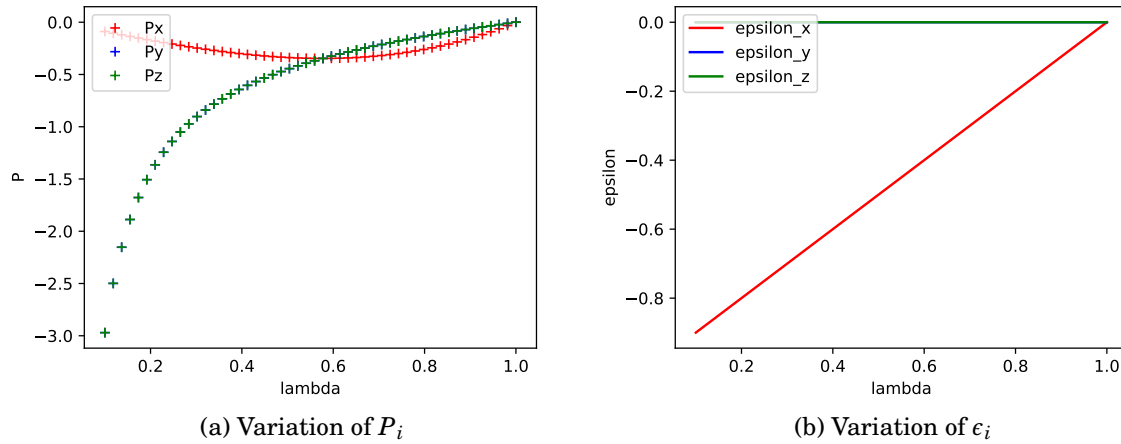 0.0
−0.5
−1.0
−1.5
−2.0
−2.5
−3.0
P
Px
Py
Pz
0.2 0.4 0.6 0.8 1.0
lambda
(a) Variation of P_i
0.0
−0.2
−0.4
−0.6
−0.8
epsilon
epsilon_x
epsilon_y
epsilon_z
0.2 0.4 0.6 0.8 1.0
lambda
(b) Variation of ϵ_i